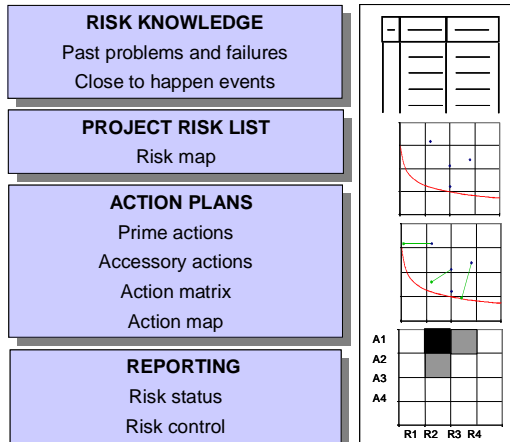 RISK KNOWLEDGE
Past problems and failures
Close to happen events
PROJECT RISK LIST
Risk map
ACTION PLANS
Prime actions
Accessory actions
Action matrix
Action map
REPORTING
Risk status
Risk control
A1
A2
A3
A4
R1 R2 R3 R4